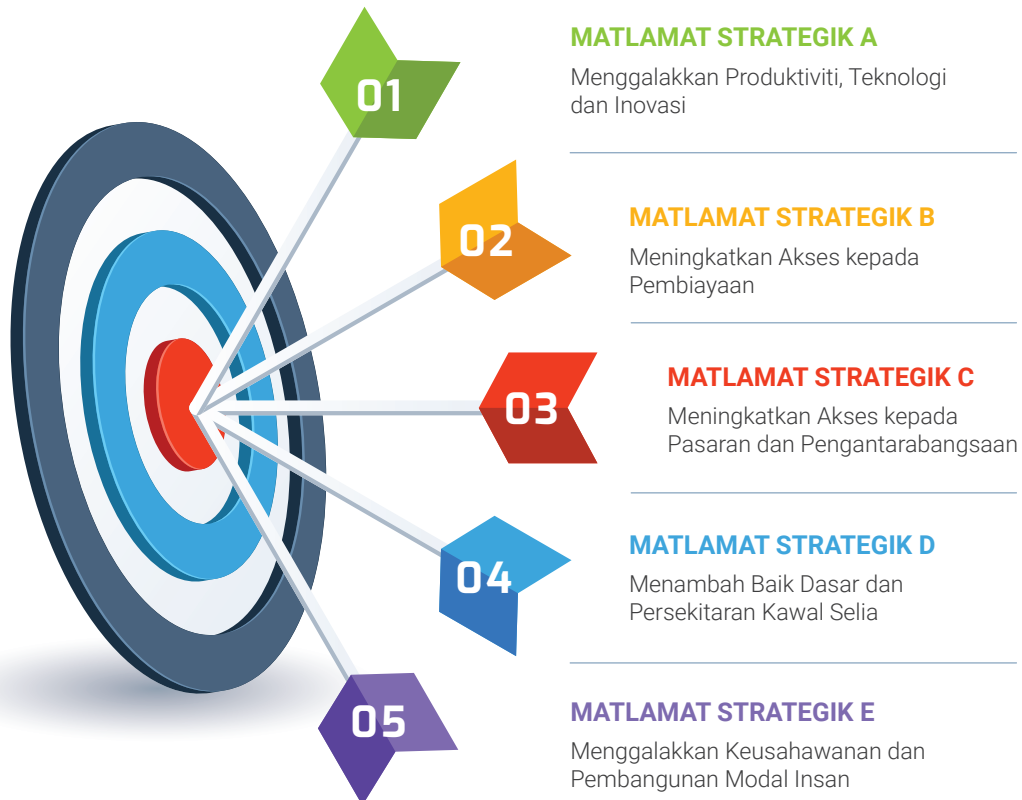 01
MATLAMAT STRATEGIK A
Menggalakkan Produktiviti, Teknologi
dan Inovasi
02
MATLAMAT STRATEGIK B
Meningkatkan Akses kepada
Pembiayaan
03
MATLAMAT STRATEGIK C
Meningkatkan Akses kepada
Pasaran dan Pengantarabangsaan
04
MATLAMAT STRATEGIK D
Menambah Baik Dasar dan
Persekitaran Kawal Selia
05
MATLAMAT STRATEGIK E
Menggalakkan Keusahawanan dan
Pembangunan Modal Insan